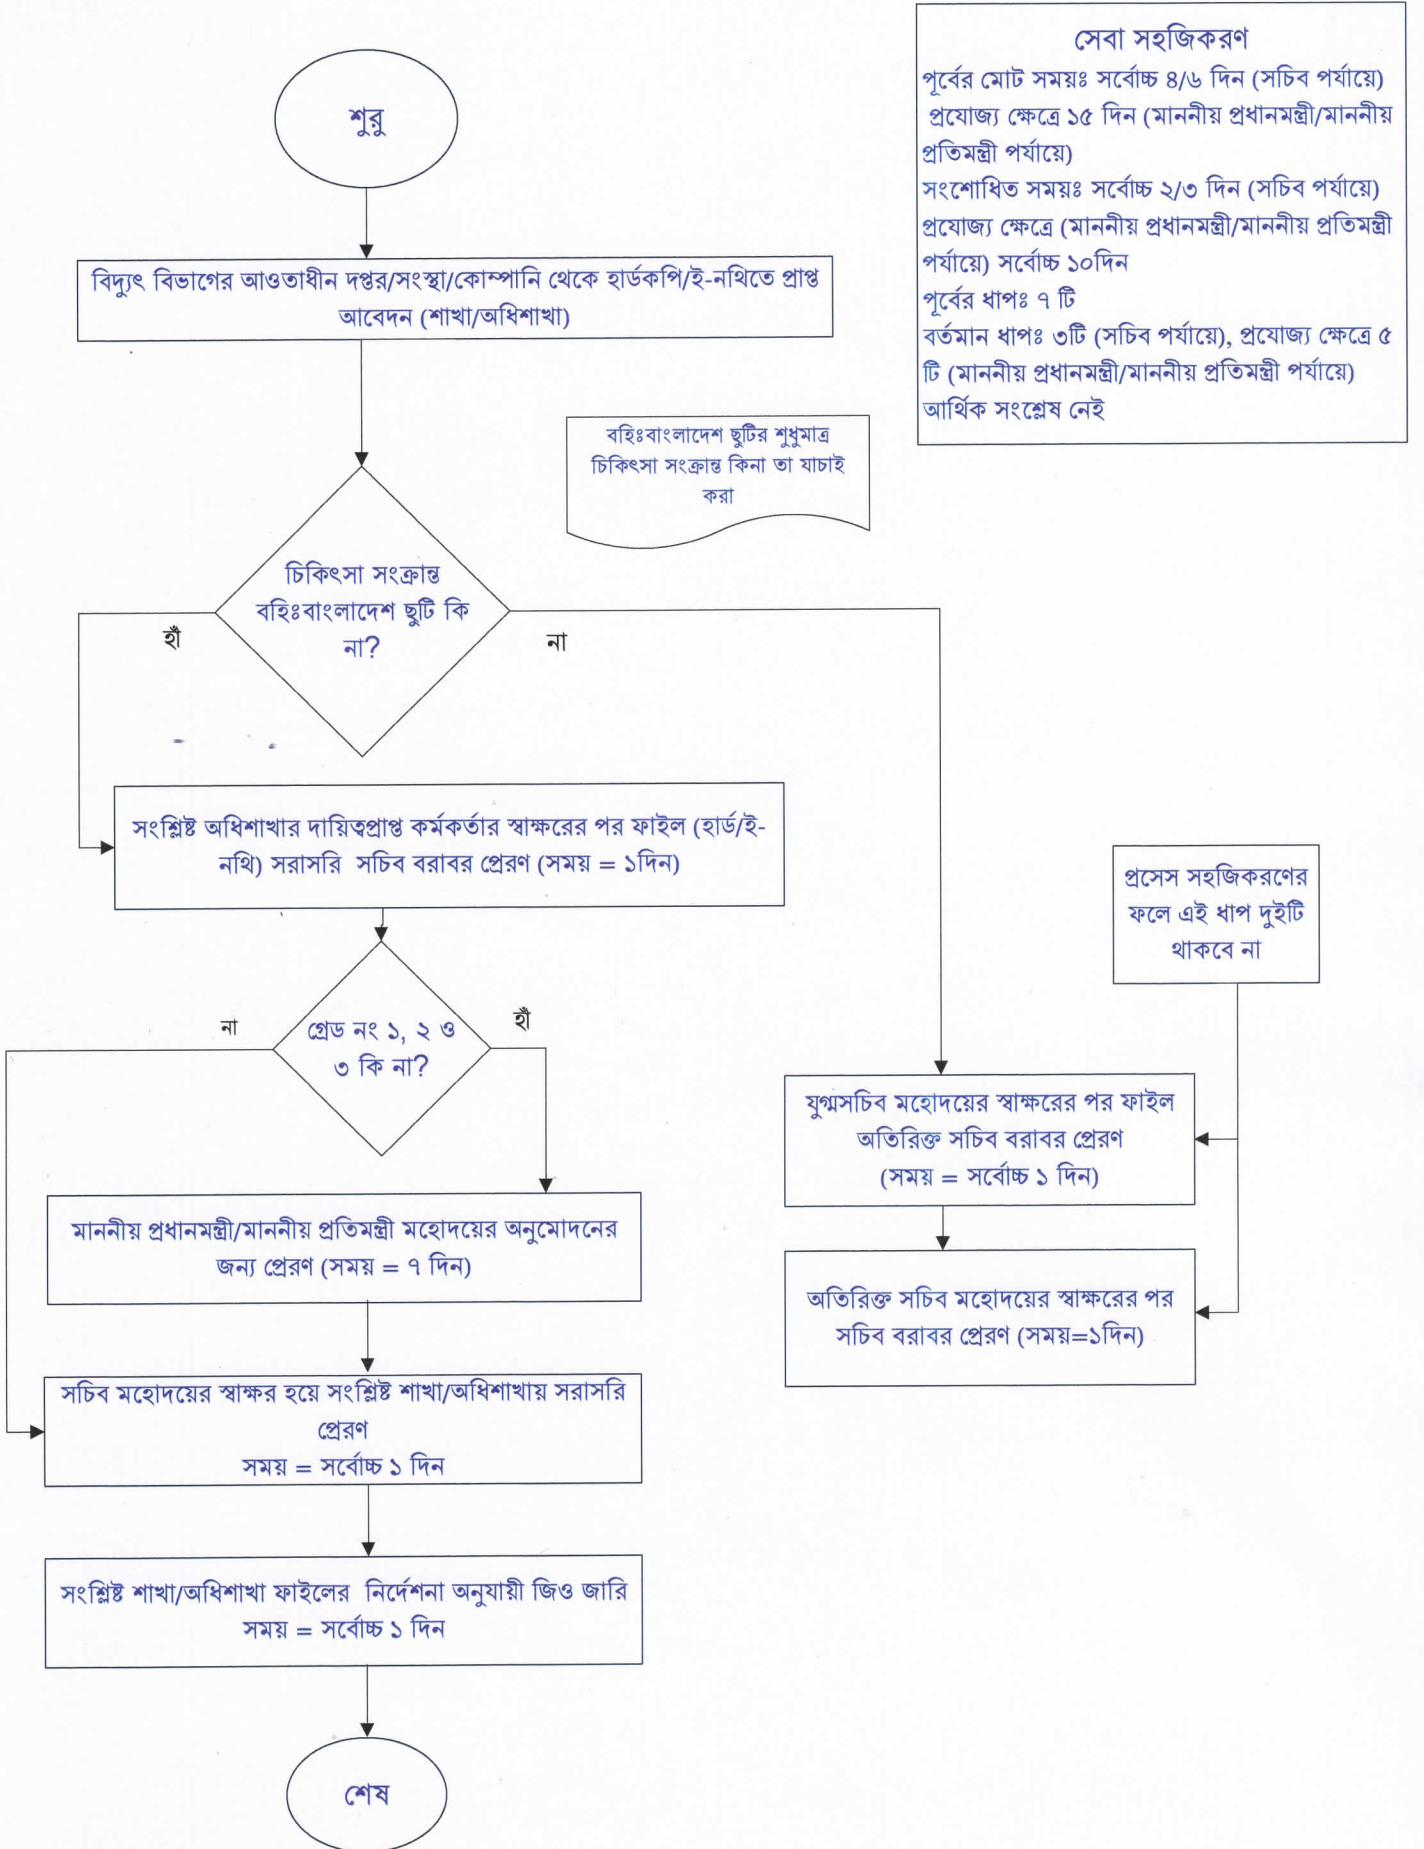 সেবা সহজিকরণ
পূর্বের মোট সময়ঃ সর্বোচ্চ ৪/৬ দিন (সচিব পর্যায়ে)
প্রযোজ্য ক্ষেত্রে ১৫ দিন (মাননীয় প্রধানমন্ত্রী/মাননীয়
প্রতিমন্ত্রী পর্যায়ে)
সংশোধিত সময়ঃ সর্বোচ্চ ২/৩ দিন (সচিব পর্যায়ে)
প্রযোজ্য ক্ষেত্রে (মাননীয় প্রধানমন্ত্রী/মাননীয় প্রতিমন্ত্রী
পর্যায়ে) সর্বোচ্চ ১০দিন
পূর্বের ধাপঃ ৭ টি
বর্তমান ধাপঃ ৩টি (সচিব পর্যায়ে), প্রযোজ্য ক্ষেত্রে ৫
টি (মাননীয় প্রধানমন্ত্রী/মাননীয় প্রতিমন্ত্রী পর্যায়ে)
আর্থিক সংশ্লেষ নেই
শুরু
বিদ্যুৎ বিভাগের আওতাধীন দপ্তর/সংস্থা/কোম্পানি থেকে হার্ডকপি/ই-নথিতে প্রাপ্ত
আবেদন (শাখা/অধিশাখা)
বহিঃবাংলাদেশ ছুটির শুধুমাত্র
চিকিৎসা সংক্রান্ত কিনা তা যাচাই
করা
চিকিৎসা সংক্রান্ত
বহিঃবাংলাদেশ ছুটি কি
না?
হাঁ
না
সংশ্লিষ্ট অধিশাখার দায়িত্বপ্রাপ্ত কর্মকর্তার স্বাক্ষরের পর ফাইল (হার্ড/ই-
নথি) সরাসরি সচিব বরাবর প্রেরণ (সময় = ১দিন)
প্রসেস সহজিকরণের
ফলে এই ধাপ দুইটি
থাকবে না
না
গ্রেড নং ১, ২ ও
৩ কি না?
হাঁ
যুগ্মসচিব মহোদয়ের স্বাক্ষরের পর ফাইল
অতিরিক্ত সচিব বরাবর প্রেরণ
(সময় = সর্বোচ্চ ১ দিন)
মাননীয় প্রধানমন্ত্রী/মাননীয় প্রতিমন্ত্রী মহোদয়ের অনুমোদনের
জন্য প্রেরণ (সময় = ৭ দিন)
অতিরিক্ত সচিব মহোদয়ের স্বাক্ষরের পর
সচিব বরাবর প্রেরণ (সময়=১দিন)
সচিব মহোদয়ের স্বাক্ষর হয়ে সংশ্লিষ্ট শাখা/অধিশাখায় সরাসরি
প্রেরণ
সময় = সর্বোচ্চ ১ দিন
সংশ্লিষ্ট শাখা/অধিশাখা ফাইলের নির্দেশনা অনুযায়ী জিও জারি
সময় = সর্বোচ্চ ১ দিন
শেষ